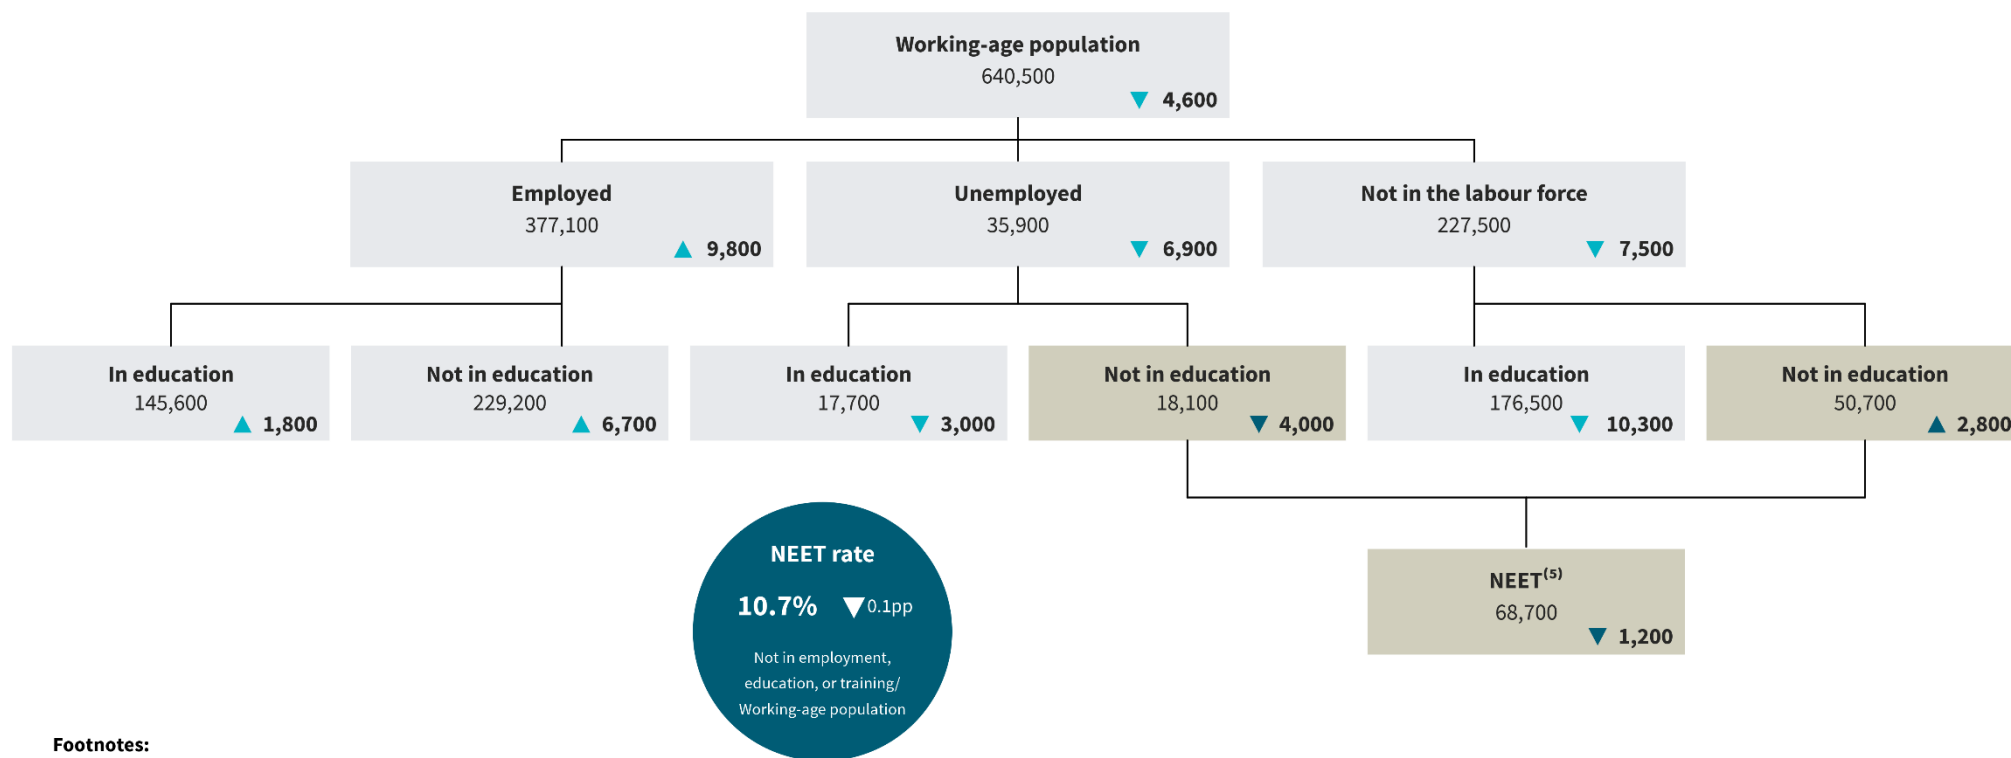 Working-age population
640,500
▼ 4,600
Employed
377,100
▲ 9,800
Unemployed
35,900
▼ 6,900
Not in the labour force
227,500
▼ 7,500
In education
145,600
▲ 1,800
Not in education
229,200
▲ 6,700
In education
17,700
▼ 3,000
Not in education
18,100
▼ 4,000
In education
176,500
▼ 10,300
Not in education
50,700
▲ 2,800
NEET rate
10.7% ▼ 0.1pp
Not in employment,
education, or training/
Working-age population
NEET(5)
68,700
▼ 1,200
Footnotes: